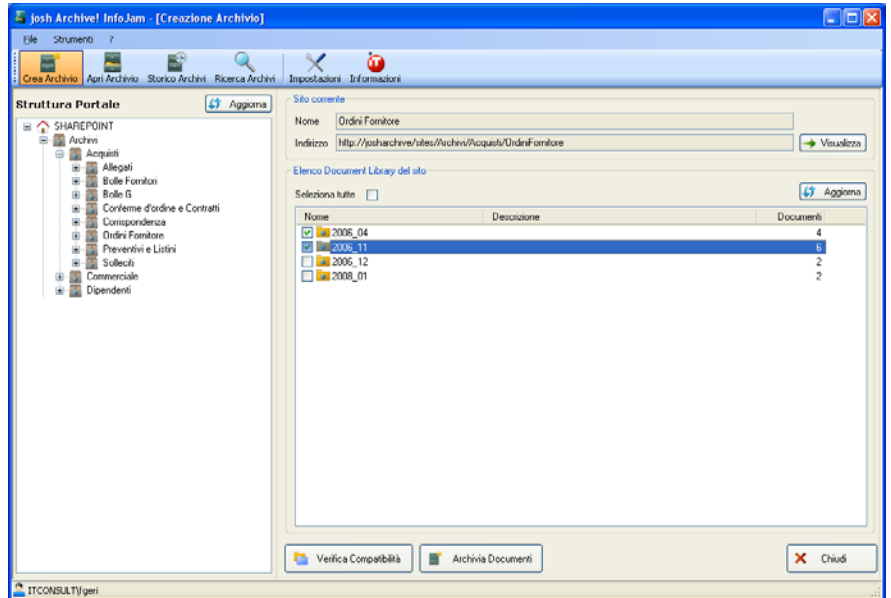 josh Archive! InfoJam - [Creazione Archivio]
File Strumenti ?
Crea Archivio Apri Archivio Storico Archivi Ricerca Archivi Impostazioni Informazioni
Struttura Portale Aggiorna
SHAREPOINT
Archivi
Acquisti
Allegati
Bolle Fornitori
Bolle G
Conferme d'ordine e Contratti
Corrispondenza
Ordini Fornitore
Preventivi e Listini
Solleciti
Commerciale
Dipendenti
Sito corrente
Nome Ordini Fornitore
Indirizzo http://josharchive/sites/Archivi/Acquisti/OrdiniFornitore Visualizza
Elenco Document Library del sito
Seleziona tutte Aggiorna
Nome Descrizione Documenti
2006_04 4
2006_11 6
2006_12 2
2008_01 2
Verifica Compatibilità Archivia Documenti Chiudi
ITCONSULT\fgeri